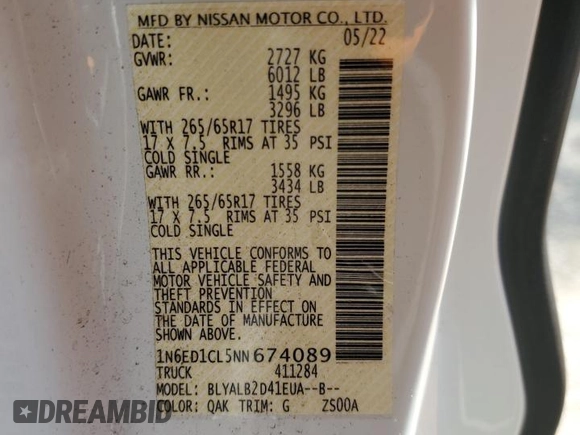 MFD BY NISSAN MOTOR CO., LTD.
DATE: 05/22
GVWR: 2727 KG
6012 LB
GAWR FR.: 1495 KG
3296 LB
WITH 265/65R17 TIRES
17 X 7.5 RIMS AT 35 PSI
COLD SINGLE
GAWR RR.: 1558 KG
3434 LB
WITH 265/65R17 TIRES
17 X 7.5 RIMS AT 35 PSI
COLD SINGLE
THIS VEHICLE CONFORMS TO
ALL APPLICABLE FEDERAL
MOTOR VEHICLE SAFETY AND
THEFT PREVENTION
STANDARDS IN EFFECT ON
THE DATE OF MANUFACTURE
SHOWN ABOVE.
1N6ED1CL5NN674089
TRUCK 411284
MODEL: BLYALB2D41EUA--B--
COLOR: QAK TRIM: G ZS00A
DAMAGEDCARS.COM